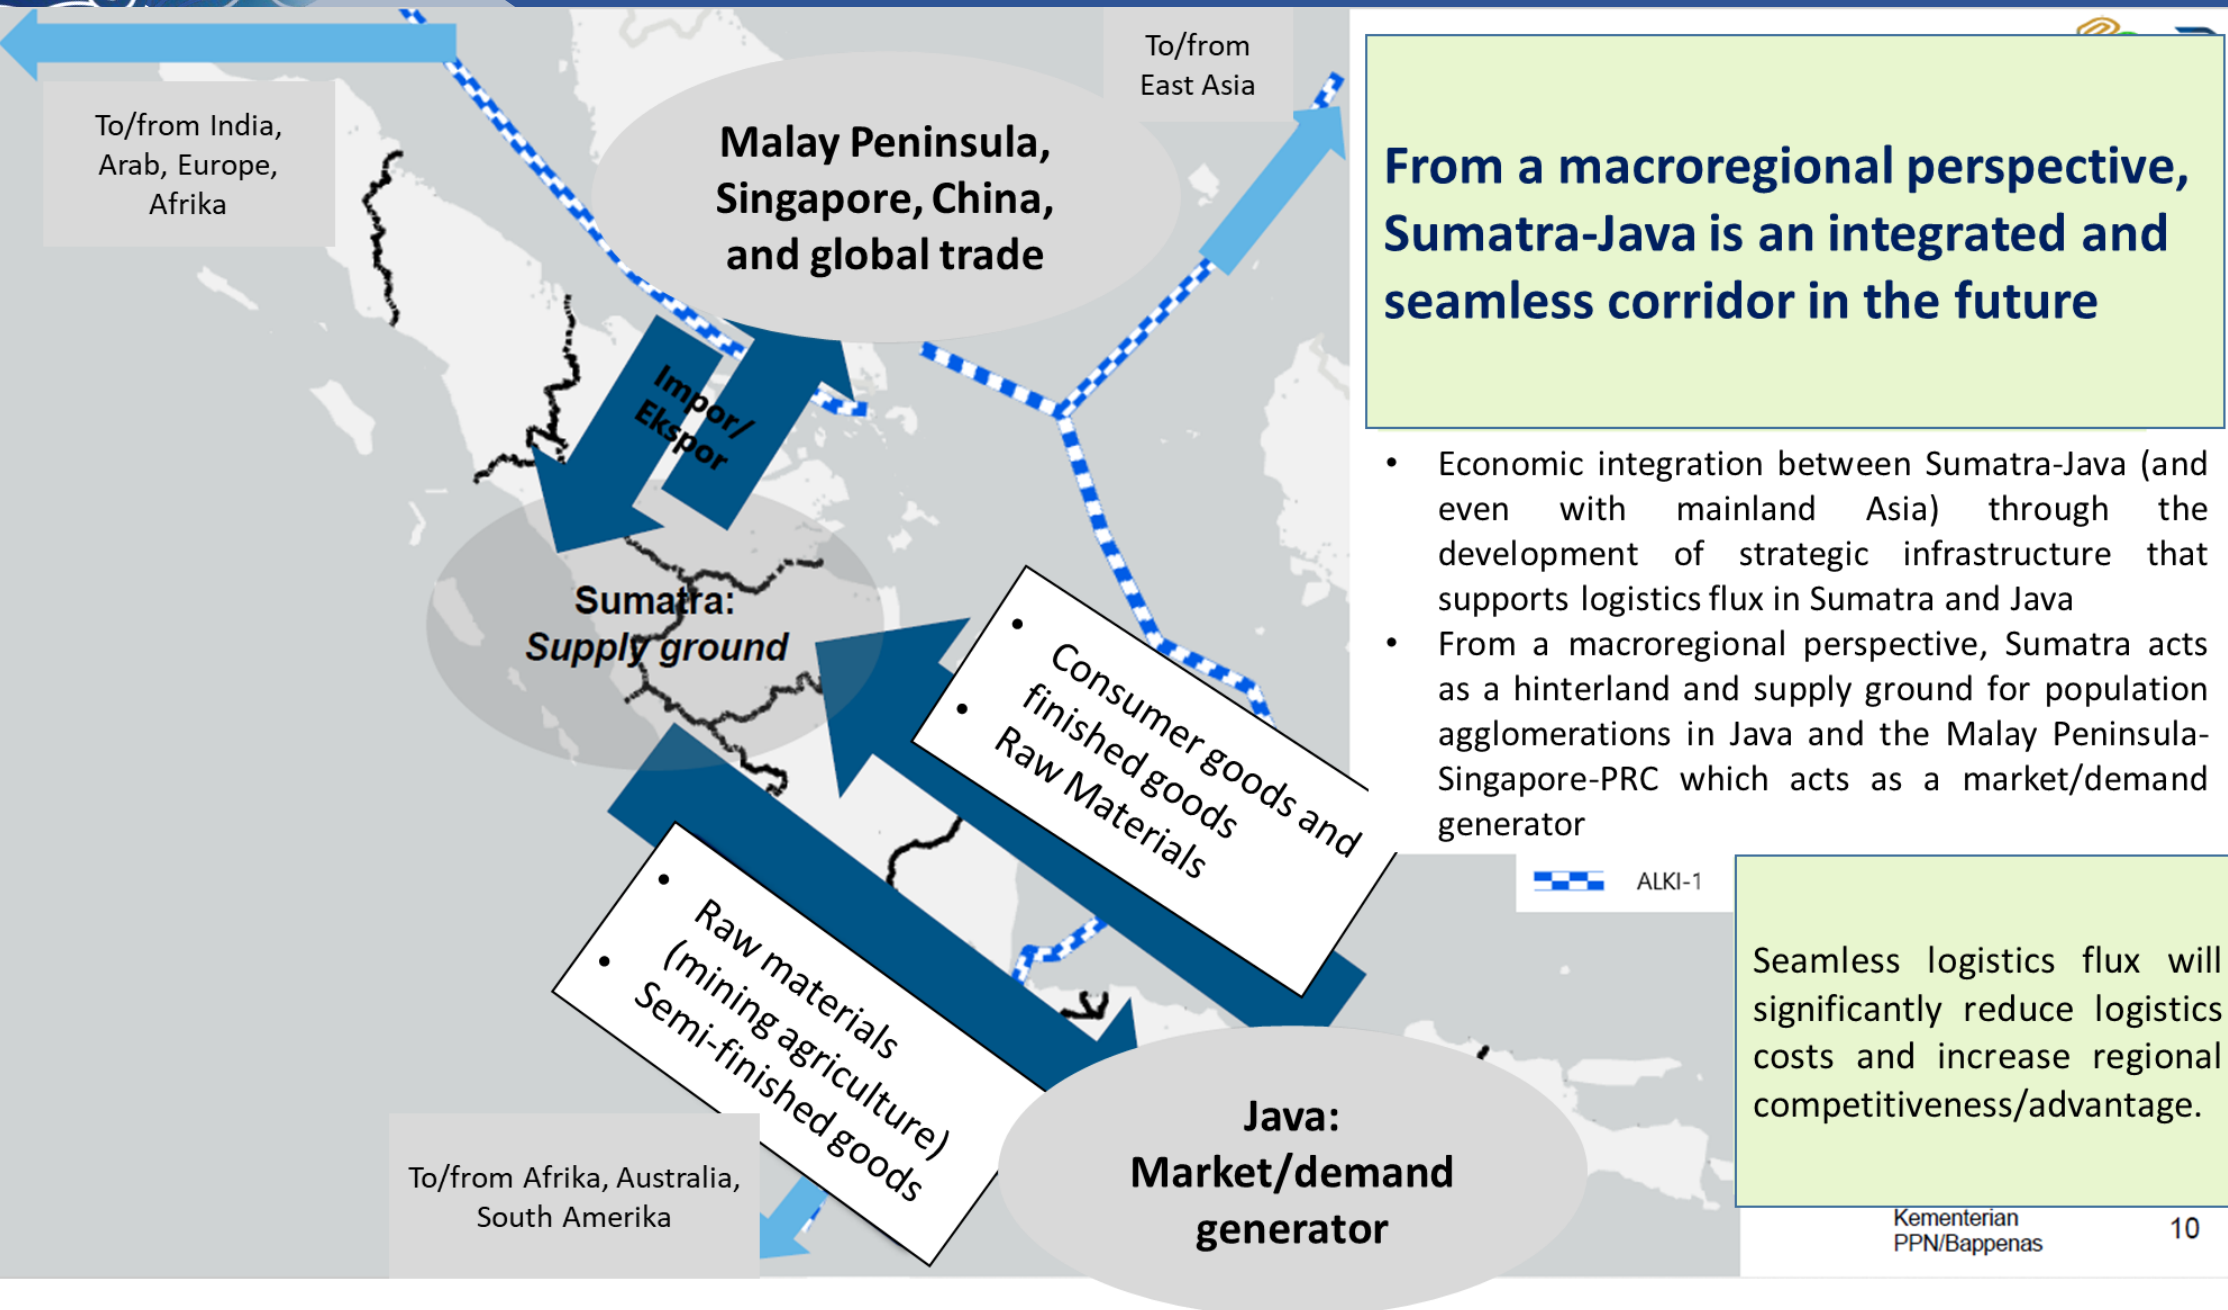 To/from India,
Arab, Europe,
Afrika
Malay Peninsula,
Singapore, China,
and global trade
To/from
East Asia
Impor/
Ekspor
Sumatra:
Supply ground
• Consumer goods and
finished goods
• Raw Materials
• Raw materials
(mining agriculture)
• Semi-finished goods
To/from Afrika, Australia,
South Amerika
Java:
Market/demand
generator
From a macroregional perspective,
Sumatra-Java is an integrated and
seamless corridor in the future
• Economic integration between Sumatra-Java (and
even with mainland Asia) through the
development of strategic infrastructure that
supports logistics flux in Sumatra and Java
• From a macroregional perspective, Sumatra acts
as a hinterland and supply ground for population
agglomerations in Java and the Malay Peninsula-
Singapore-PRC which acts as a market/demand
generator
ALKI-1
Seamless logistics flux will
significantly reduce logistics
costs and increase regional
competitiveness/advantage.
Kementerian
PPN/Bappenas
10